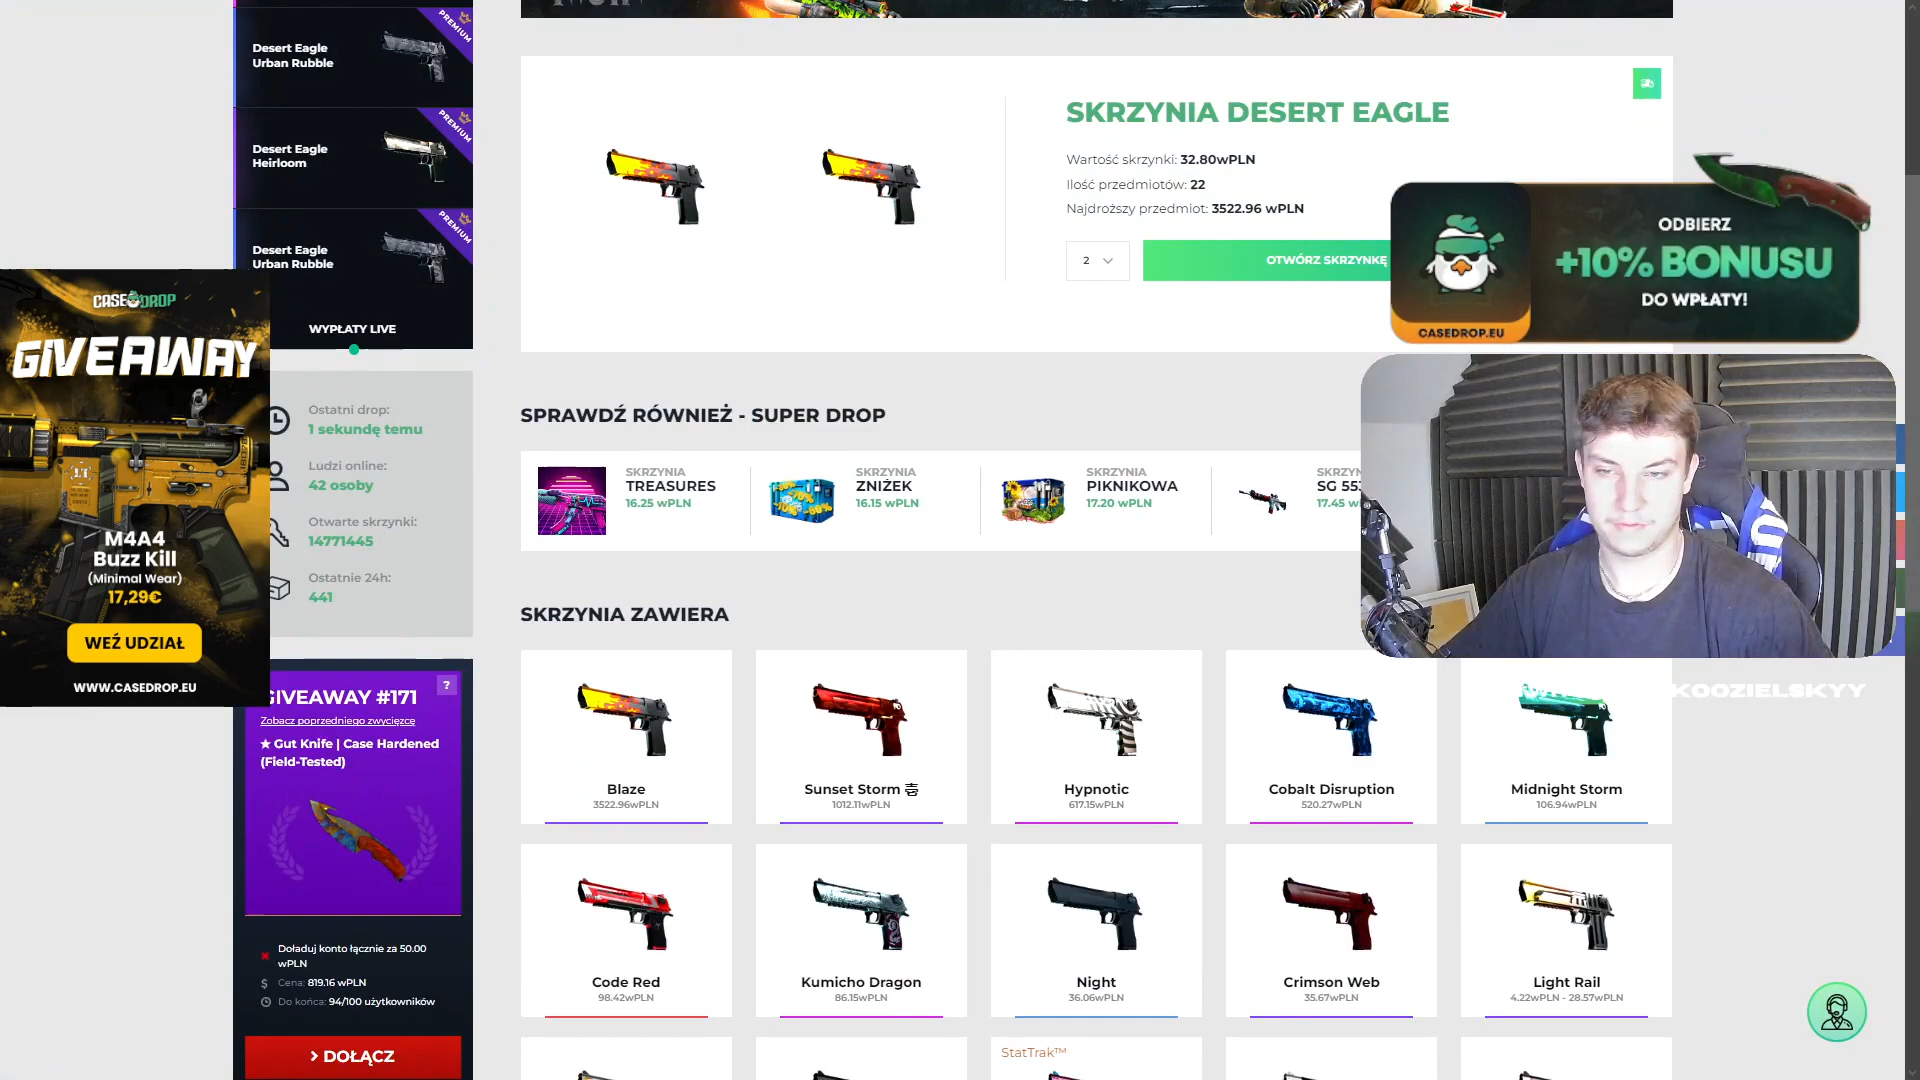 Desert Eagle
Urban Rubble
PREMIUM
Desert Eagle
Heirloom
PREMIUM
Desert Eagle
Urban Rubble
PREMIUM
WYPŁATY LIVE
CASEDROP
GIVEAWAY
M4A4
Buzz Kill
(Minimal Wear)
17,29€
WEŹ UDZIAŁ
WWW.CASEDROP.EU
Ostatni drop:
1 sekundę temu
Ludzi online:
42 osoby
Otwarte skrzynki:
14771445
Ostatnie 24h:
441
GIVEAWAY #171
?
Zobacz poprzedniego zwycięzcę
★ Gut Knife | Case Hardened
(Field-Tested)
Doładuj konto łącznie za 50.00
wPLN
Cena: 819.16 wPLN
Do końca: 94/100 użytkowników
DOŁĄCZ
SKRZYNIA DESERT EAGLE
Wartość skrzynki: 32.80wPLN
Ilość przedmiotów: 22
Najdroższy przedmiot: 3522.96 wPLN
2
OTWÓRZ SKRZYNKĘ
ODBIERZ
+10% BONUSU
DO WPŁATY!
CASEDROP.EU
SPRAWDŹ RÓWNIEŻ - SUPER DROP
SKRZYNIA
TREASURES
16.25 wPLN
SKRZYNIA
ZNIŻEK
16.15 wPLN
SKRZYNIA
PIKNIKOWA
17.20 wPLN
SKRZYN
SG 55
17.45 w
KOOZIELSKYY
SKRZYNIA ZAWIERA
Blaze
3522.96wPLN
Sunset Storm 壱
1012.11wPLN
Hypnotic
617.15wPLN
Cobalt Disruption
520.27wPLN
Midnight Storm
106.94wPLN
Code Red
98.42wPLN
Kumicho Dragon
86.15wPLN
Night
36.06wPLN
Crimson Web
35.67wPLN
Light Rail
4.22wPLN - 28.57wPLN
StatTrak™